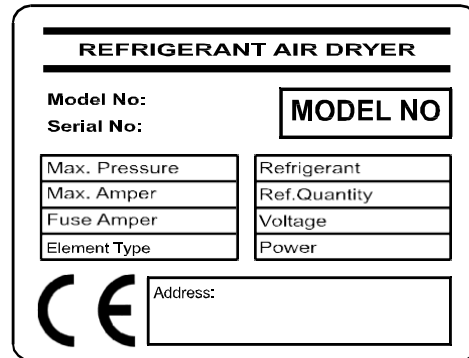 REFRIGERANT AIR DRYER
Model No:
Serial No:
MODEL NO
Max. Pressure
Max. Amper
Fuse Amper
Element Type
Refrigerant
Ref.Quantity
Voltage
Power
CE
Address: